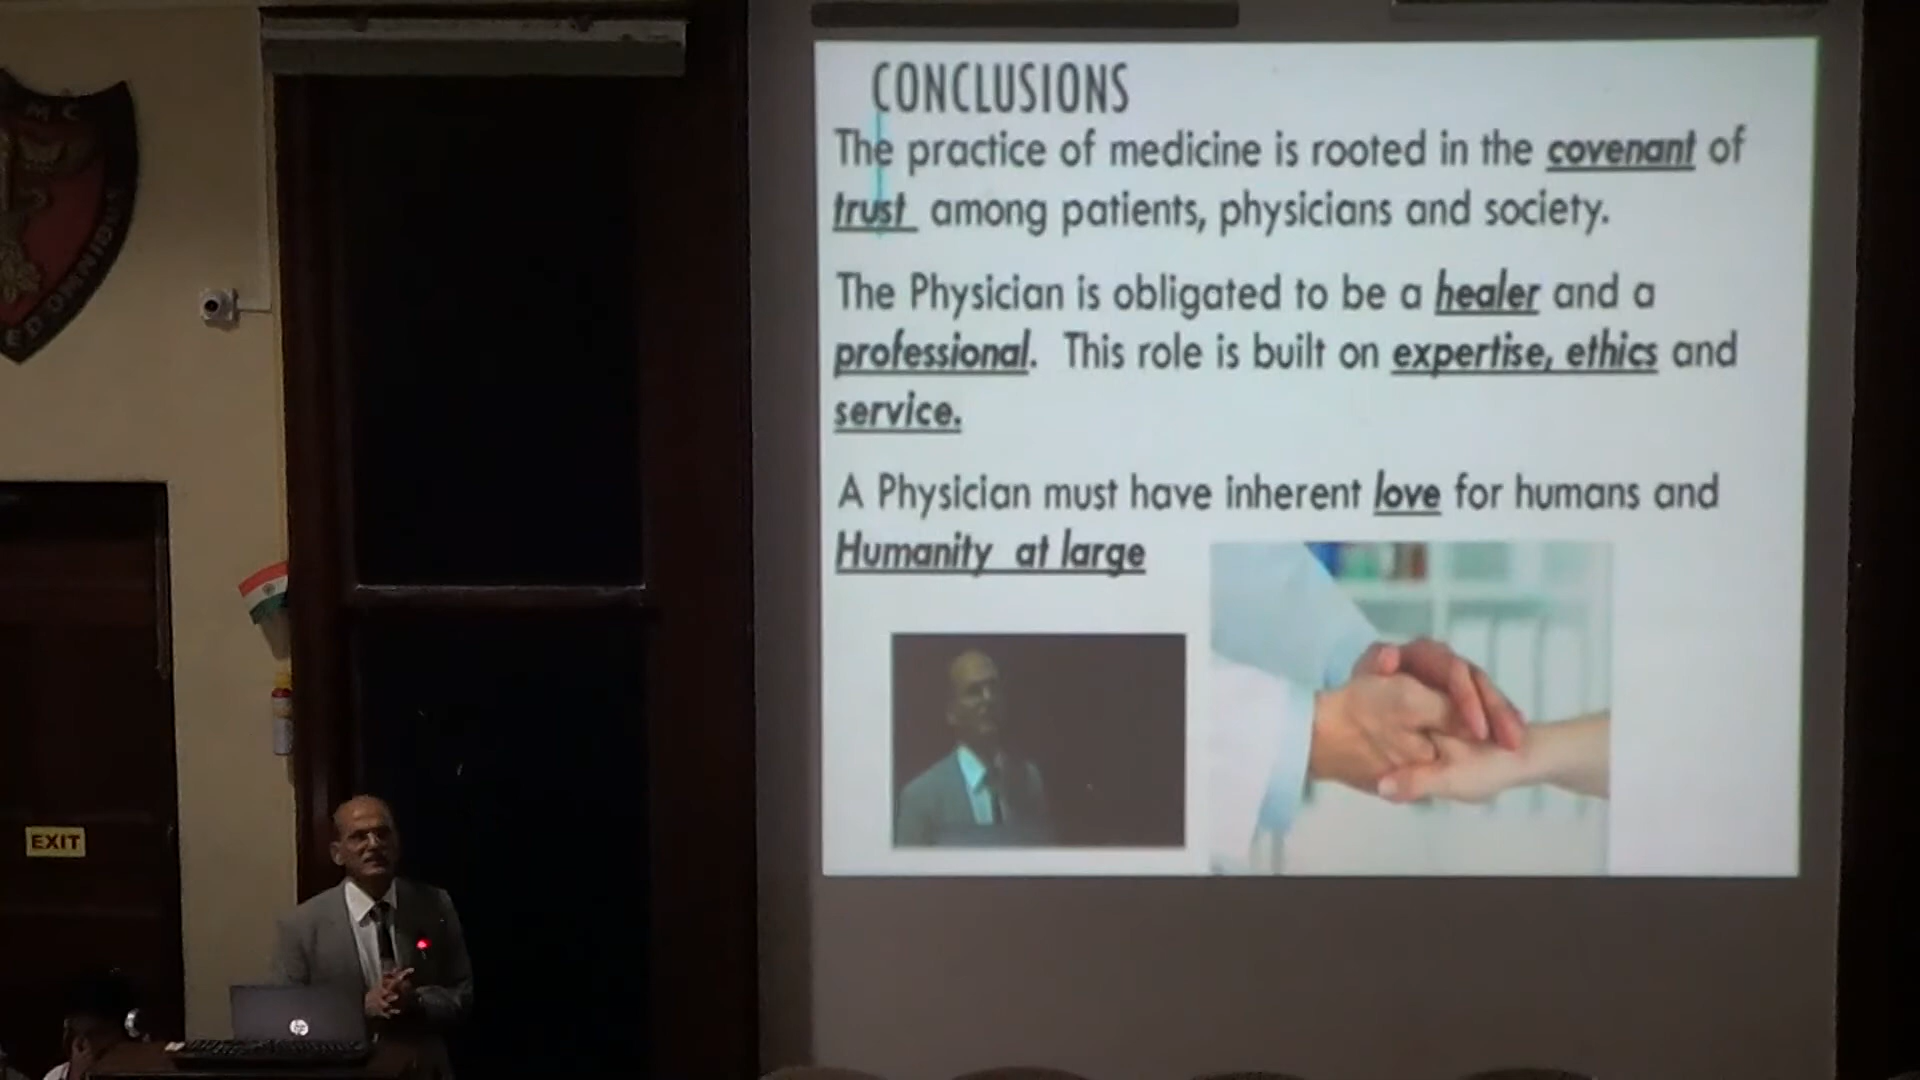 CONCLUSIONS
The practice of medicine is rooted in the covenant of
trust among patients, physicians and society.
The Physician is obligated to be a healer and a
professional. This role is built on expertise, ethics and
service.
A Physician must have inherent love for humans and
Humanity at large
EXIT
hp